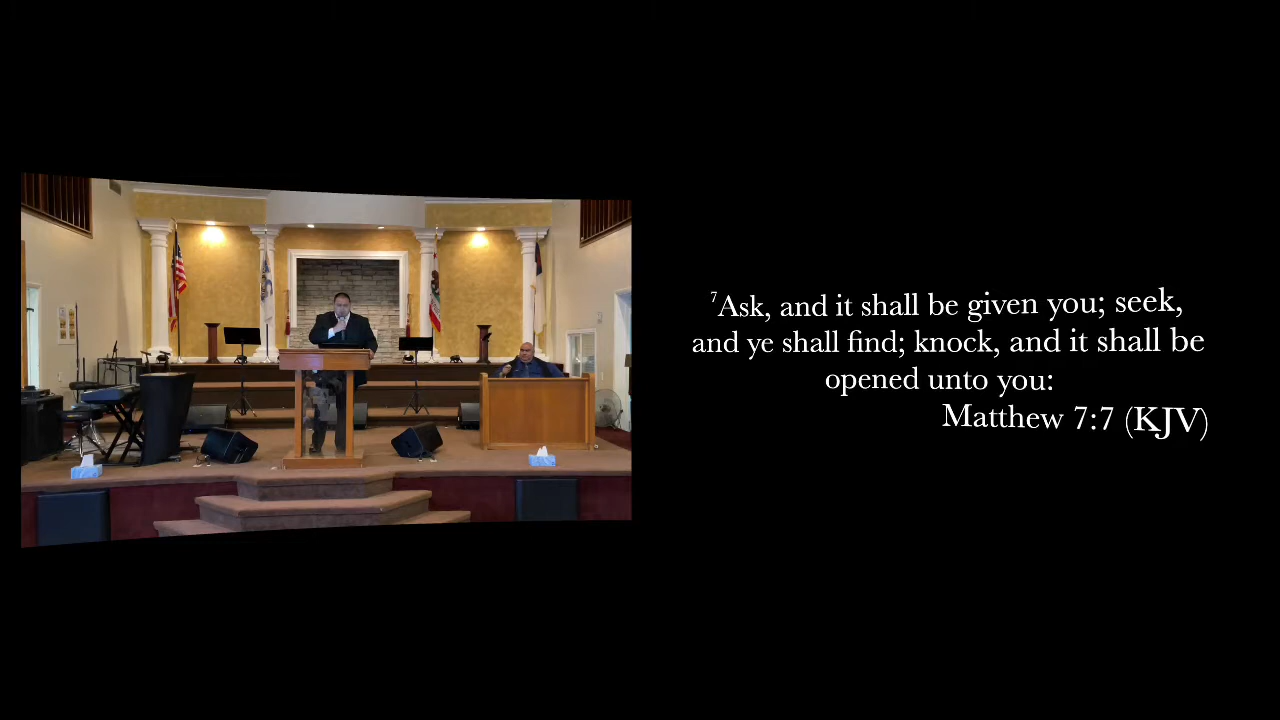 ⁷Ask, and it shall be given you; seek,
and ye shall find; knock, and it shall be
opened unto you:
Matthew 7:7 (KJV)